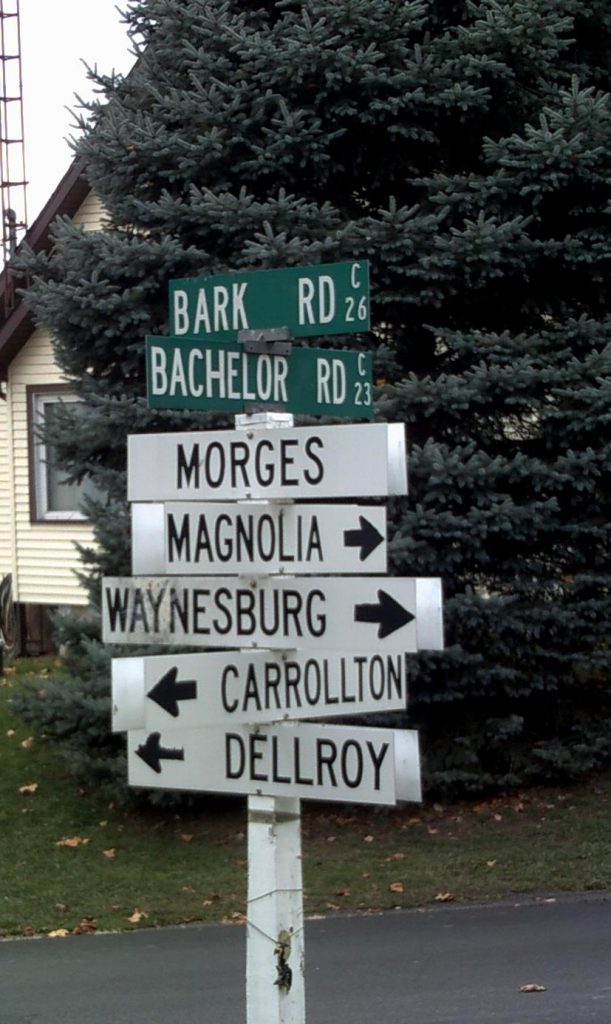 BARK RD C 26
BACHELOR RD C 23
MORGES
MAGNOLIA
WAYNESBURG
CARROLLTON
DELLROY